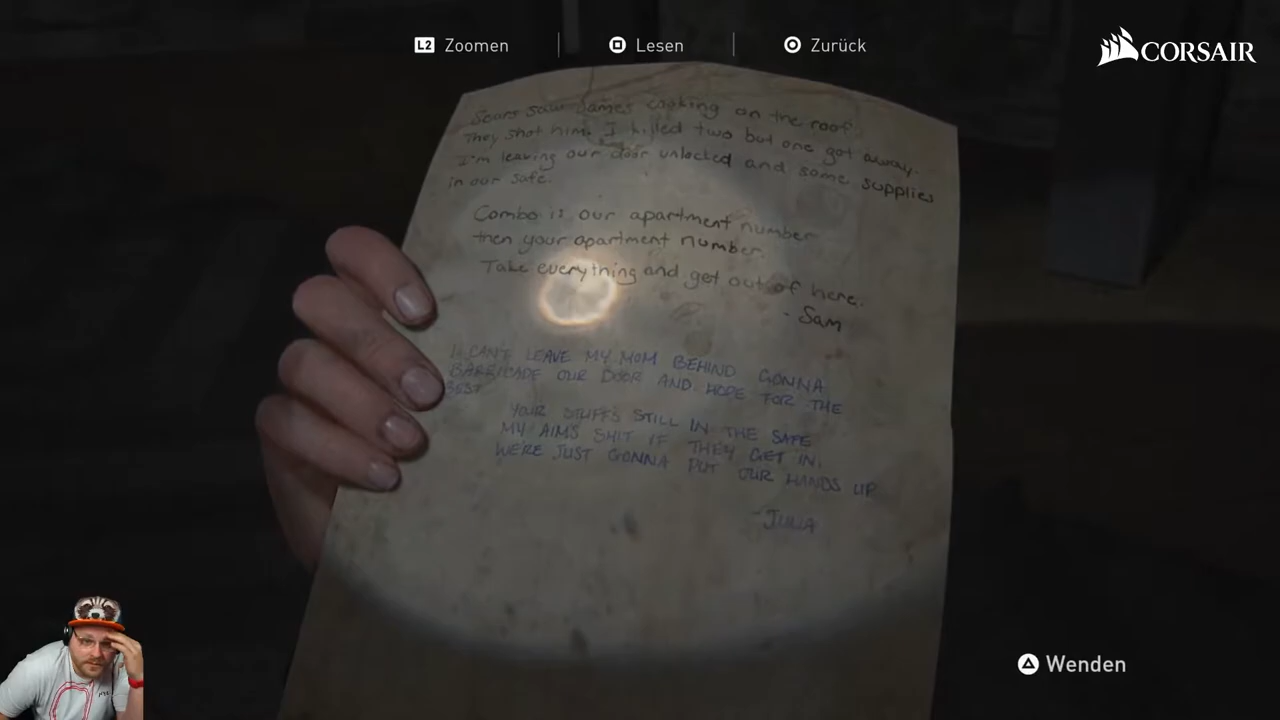 L2 Zoomen
Lesen
Zurück
CORSAIR
Scars saw James cooking on the roof.
They shot him. I killed two but one got away.
I'm leaving our door unlocked and some supplies
in our safe.
Combo is our apartment number
then your apartment number.
Take everything and get out of here.
- Sam
I CAN'T LEAVE MY MOM BEHIND GONNA
BARRICADE OUR DOOR AND HOPE FOR THE
BEST
YOUR STUFF'S STILL IN THE SAFE
MY AIMS SHIT IF THEY GET IN,
WE'RE JUST GONNA PUT OUR HANDS UP
- JULIA
Wenden